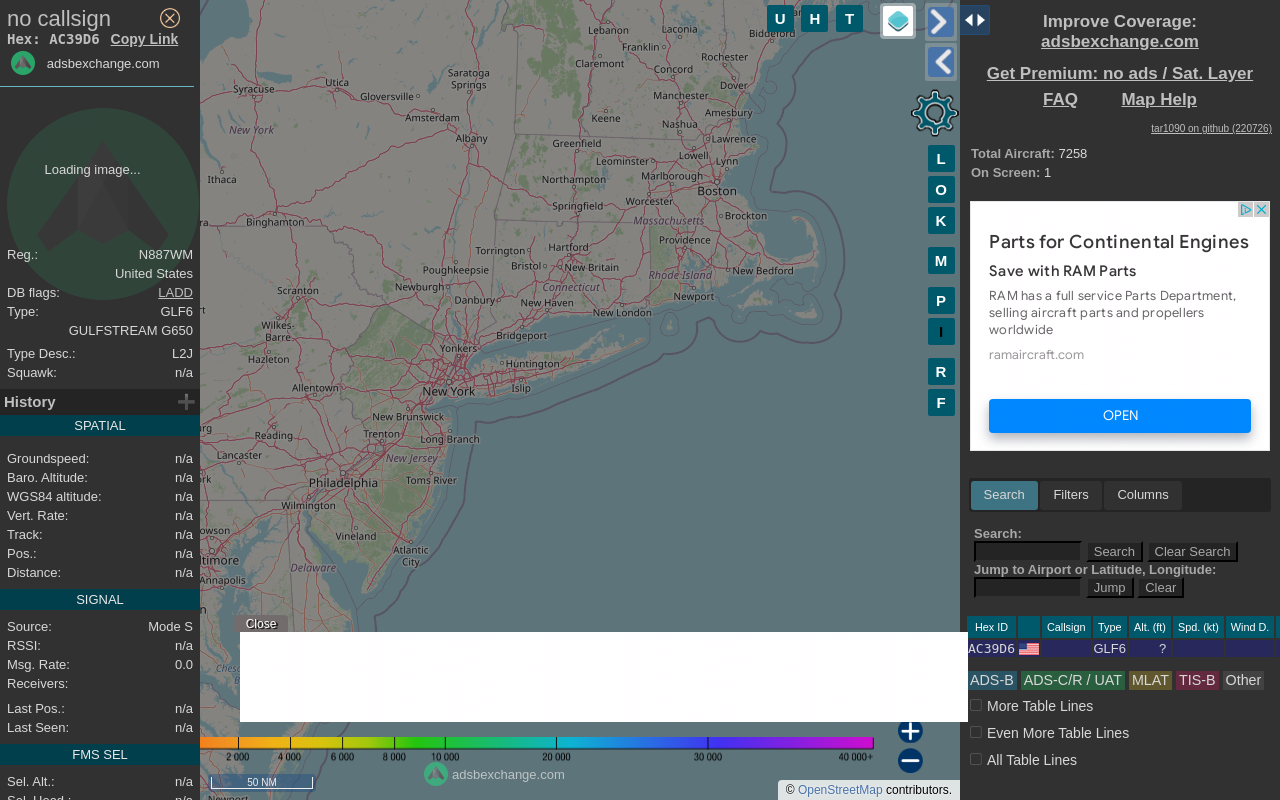 no callsign
Hex: AC39D6 Copy Link
adsbexchange.com
Loading image...
Reg.: N887WM
United States
DB flags: LADD
Type: GLF6
GULFSTREAM G650
Type Desc.: L2J
Squawk: n/a
History
SPATIAL
Groundspeed: n/a
Baro. Altitude: n/a
WGS84 altitude: n/a
Vert. Rate: n/a
Track: n/a
Pos.: n/a
Distance: n/a
SIGNAL
Source: Mode S
RSSI: n/a
Msg. Rate: 0.0
Receivers:
Last Pos.: n/a
Last Seen: n/a
FMS SEL
Sel. Alt.: n/a
Sel. Head.: n/a
U H T
L
O
K
M
P
I
R
F
Lebanon
Laconia
Biddeford
Franklin
Rochester
Claremont
Concord
Dover
Saratoga
Springs
Utica
Syracuse
Gloversville
Manchester
Amesbury
Amsterdam
Keene
Nashua
New York
Albany
Lawrence
Greenfield
Leominster
Lowell
Lynn
Ithaca
Northampton
Marlborough
Boston
Springfield
Worcester
Binghamton
Massachusetts
Brockton
Providence
Torrington
Hartford
Bristol
New Britain
Poughkeepsie
Rhode Island
New Bedford
Newburgh
Connecticut
Scranton
Danbury
New Haven
Newport
New London
Wilkes-
Barre
Bridgeport
Yonkers
Hazleton
Huntington
Allentown
New York
Islip
New Brunswick
Reading
Trenton
Long Branch
Lancaster
New Jersey
Philadelphia
Toms River
Wilmington
Vineland
Atlantic
City
Delaware
Annapolis
Close
2 000 4 000 6 000 8 000 10 000 20 000 30 000 40 000+
adsbexchange.com
50 NM
© OpenStreetMap contributors.
Improve Coverage:
adsbexchange.com
Get Premium: no ads / Sat. Layer
FAQ Map Help
tar1090 on github (220726)
Total Aircraft: 7258
On Screen: 1
Parts for Continental Engines
Save with RAM Parts
RAM has a full service Parts Department,
selling aircraft parts and propellers
worldwide
ramaircraft.com
OPEN
Search Filters Columns
Search:
Search Clear Search
Jump to Airport or Latitude, Longitude:
Jump Clear
Hex ID Callsign Type Alt. (ft) Spd. (kt) Wind D.
AC39D6 GLF6 ?
ADS-B ADS-C/R / UAT MLAT TIS-B Other
More Table Lines
Even More Table Lines
All Table Lines